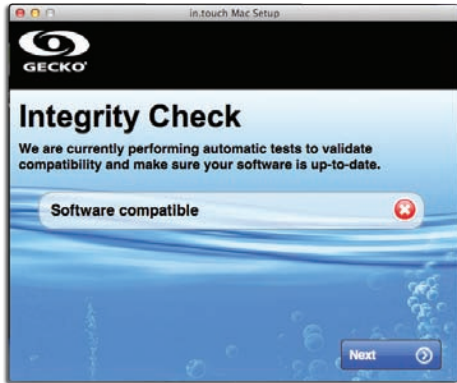 in.touch Mac Setup
GECKO
Integrity Check
We are currently performing automatic tests to validate
compatibility and make sure your software is up-to-date.
Software compatible
Next